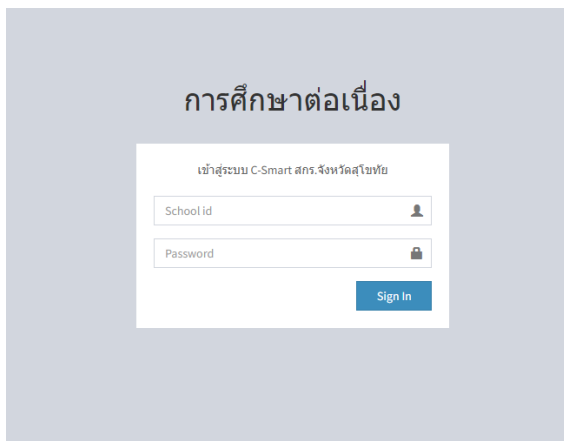 การศึกษาต่อเนื่อง
เข้าสู่ระบบ C-Smart สกร.จังหวัดสุโขทัย
School id
Password
Sign In